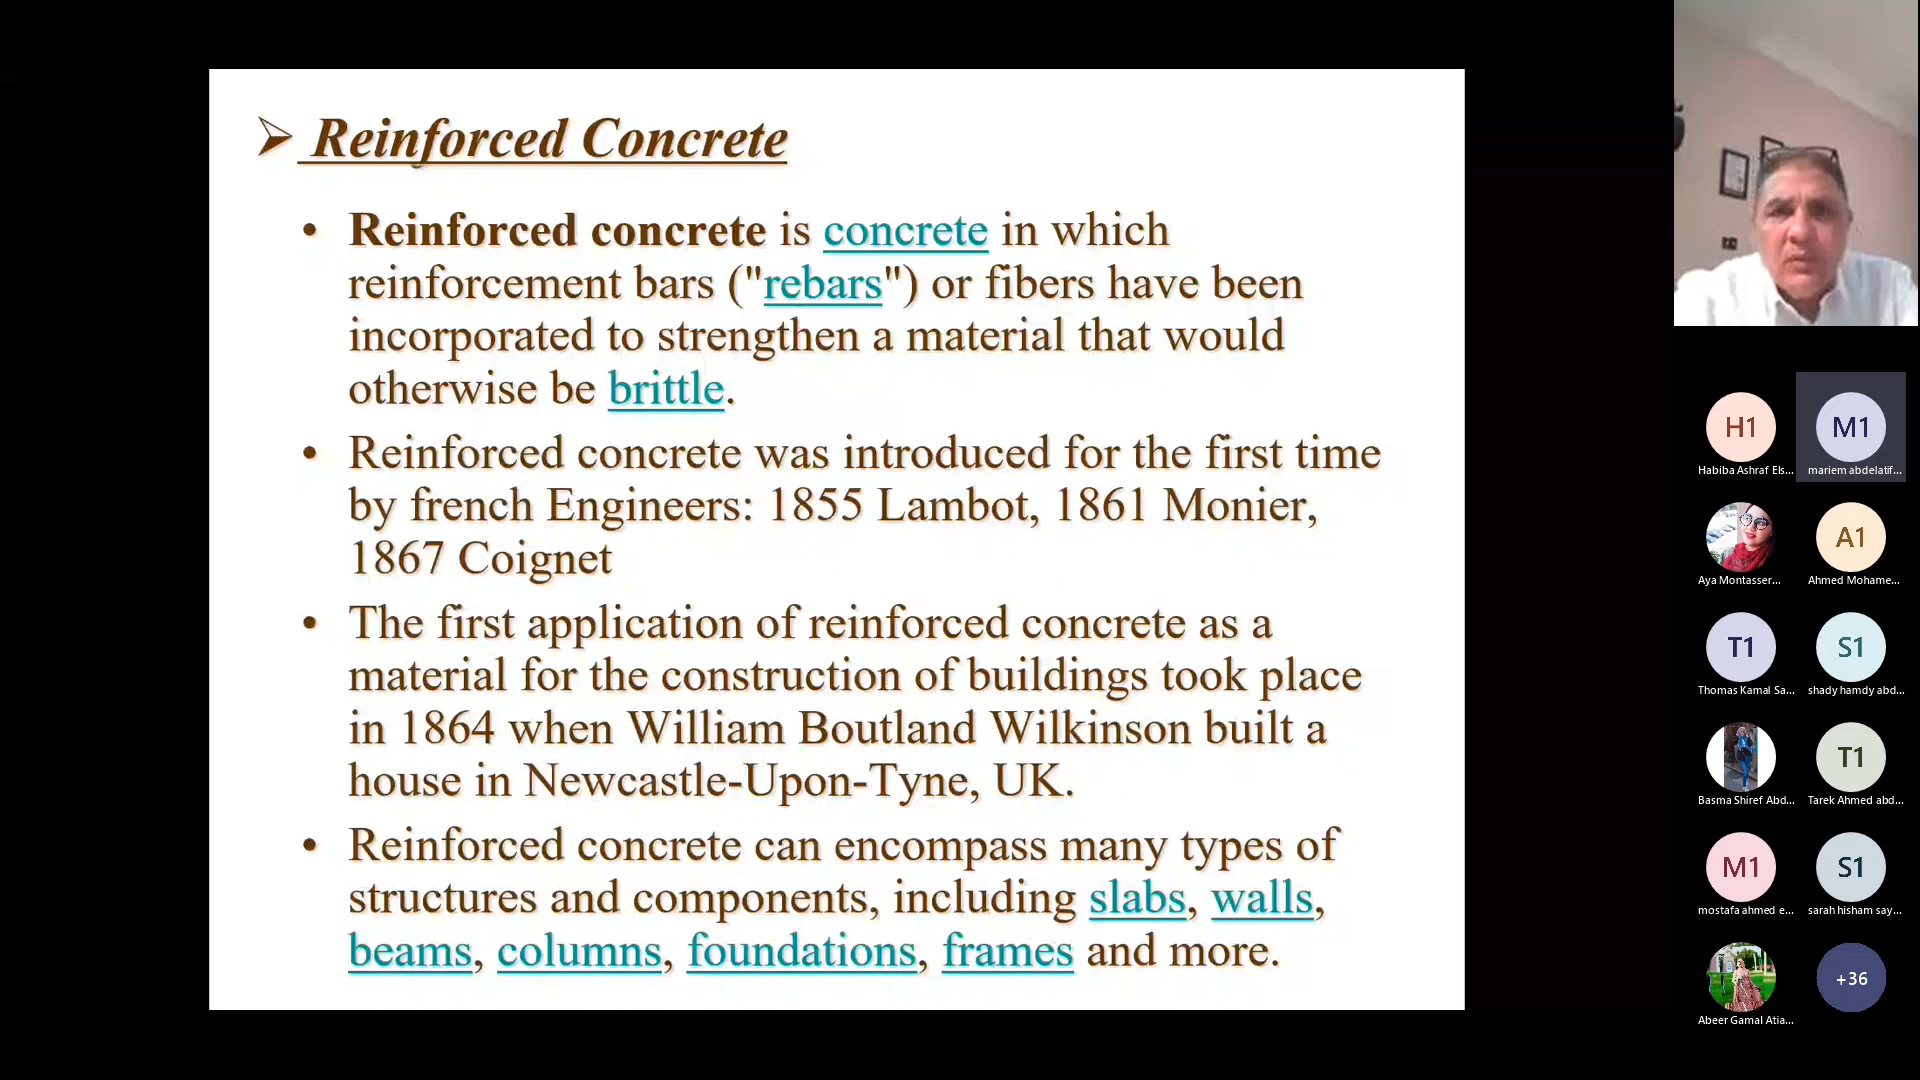 Reinforced Concrete
• Reinforced concrete is concrete in which
reinforcement bars ("rebars") or fibers have been
incorporated to strengthen a material that would
otherwise be brittle.
• Reinforced concrete was introduced for the first time
by french Engineers: 1855 Lambot, 1861 Monier,
1867 Coignet
• The first application of reinforced concrete as a
material for the construction of buildings took place
in 1864 when William Boutland Wilkinson built a
house in Newcastle-Upon-Tyne, UK.
• Reinforced concrete can encompass many types of
structures and components, including slabs, walls,
beams, columns, foundations, frames and more.
H1
Habiba Ashraf Els...
M1
mariem abdelatif...
Aya Montasser...
A1
Ahmed Mohame...
T1
Thomas Kamal Sa...
S1
shady hamdy abd...
Basma Shiref Abd...
T1
Tarek Ahmed abd...
M1
mostafa ahmed e...
S1
sarah hisham say...
Abeer Gamal Atia...
+36